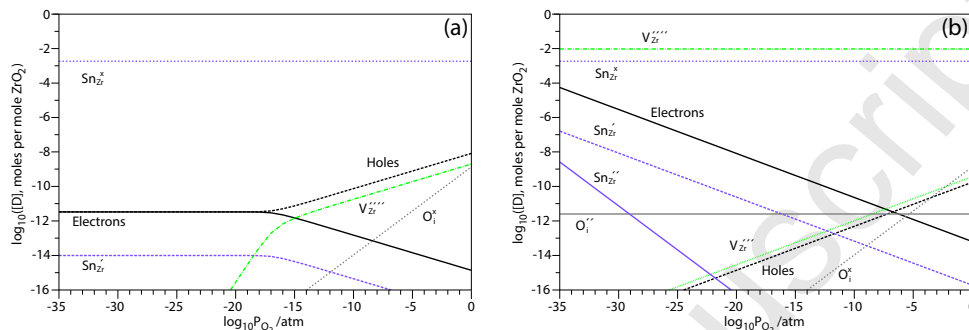 0
-2
-4
-6
-8
-10
-12
-14
-16
log₁₀([D], moles per mole ZrO₂)
(a)
Sn_Zr^x
Holes
V_Zr''''
Electrons
O_i^x
Sn_Zr'
-35 -30 -25 -20 -15 -10 -5 0
log₁₀P_O₂ /atm
0
-2
-4
-6
-8
-10
-12
-14
-16
log₁₀([D], moles per mole ZrO₂)
(b)
V_Zr''''
Sn_Zr^x
Electrons
Sn_Zr'
Sn_Zr''
O_i''
V_Zr'''
Holes
O_i^x
-35 -30 -25 -20 -15 -10 -5 0
log₁₀P_O₂ /atm
uscrip